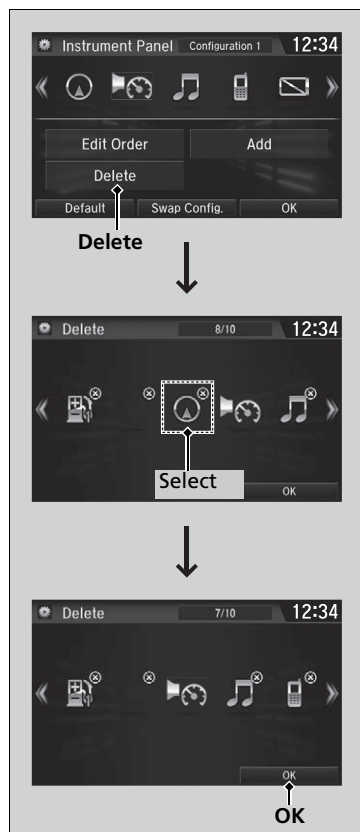 Instrument Panel Configuration 1 12:34
Edit Order Add
Delete
Default Swap Config. OK
Delete
Delete 8/10 12:34
Select
OK
Delete 7/10 12:34
OK
OK